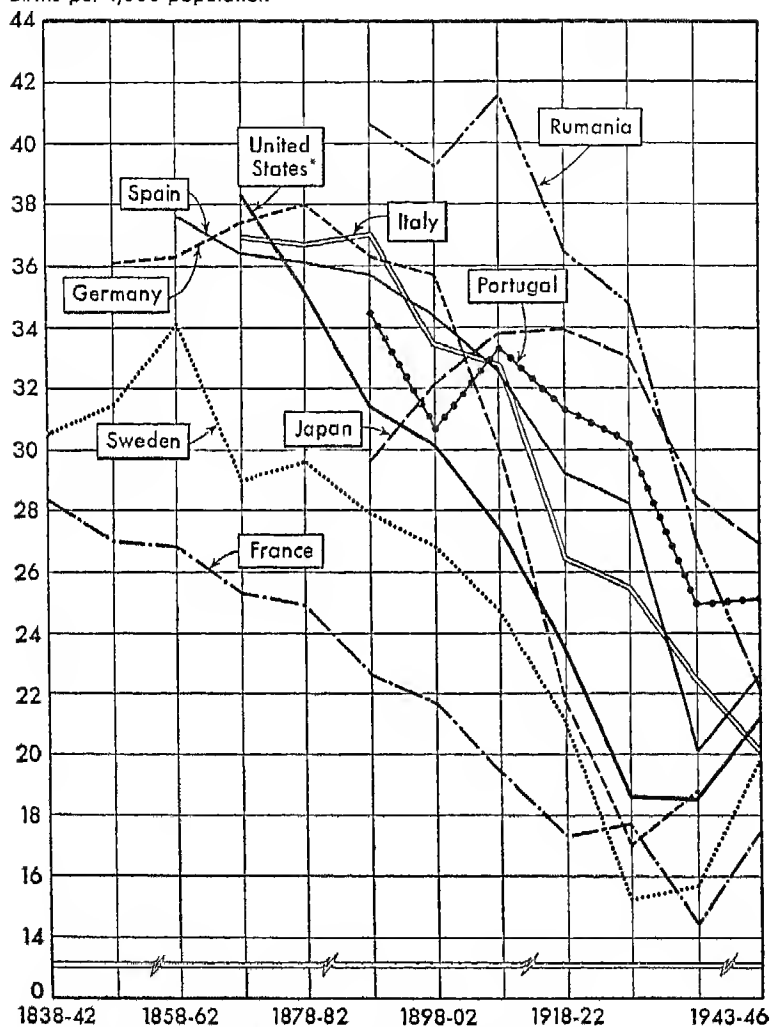 Births per 1,000 population
44
42
40
38
36
34
32
30
28
26
24
22
20
18
16
14
0
Rumania
United
States*
Spain
Italy
Germany
Portugal
Sweden
Japan
France
1838-42 1858-62 1878-82 1898-02 1918-22 1943-46